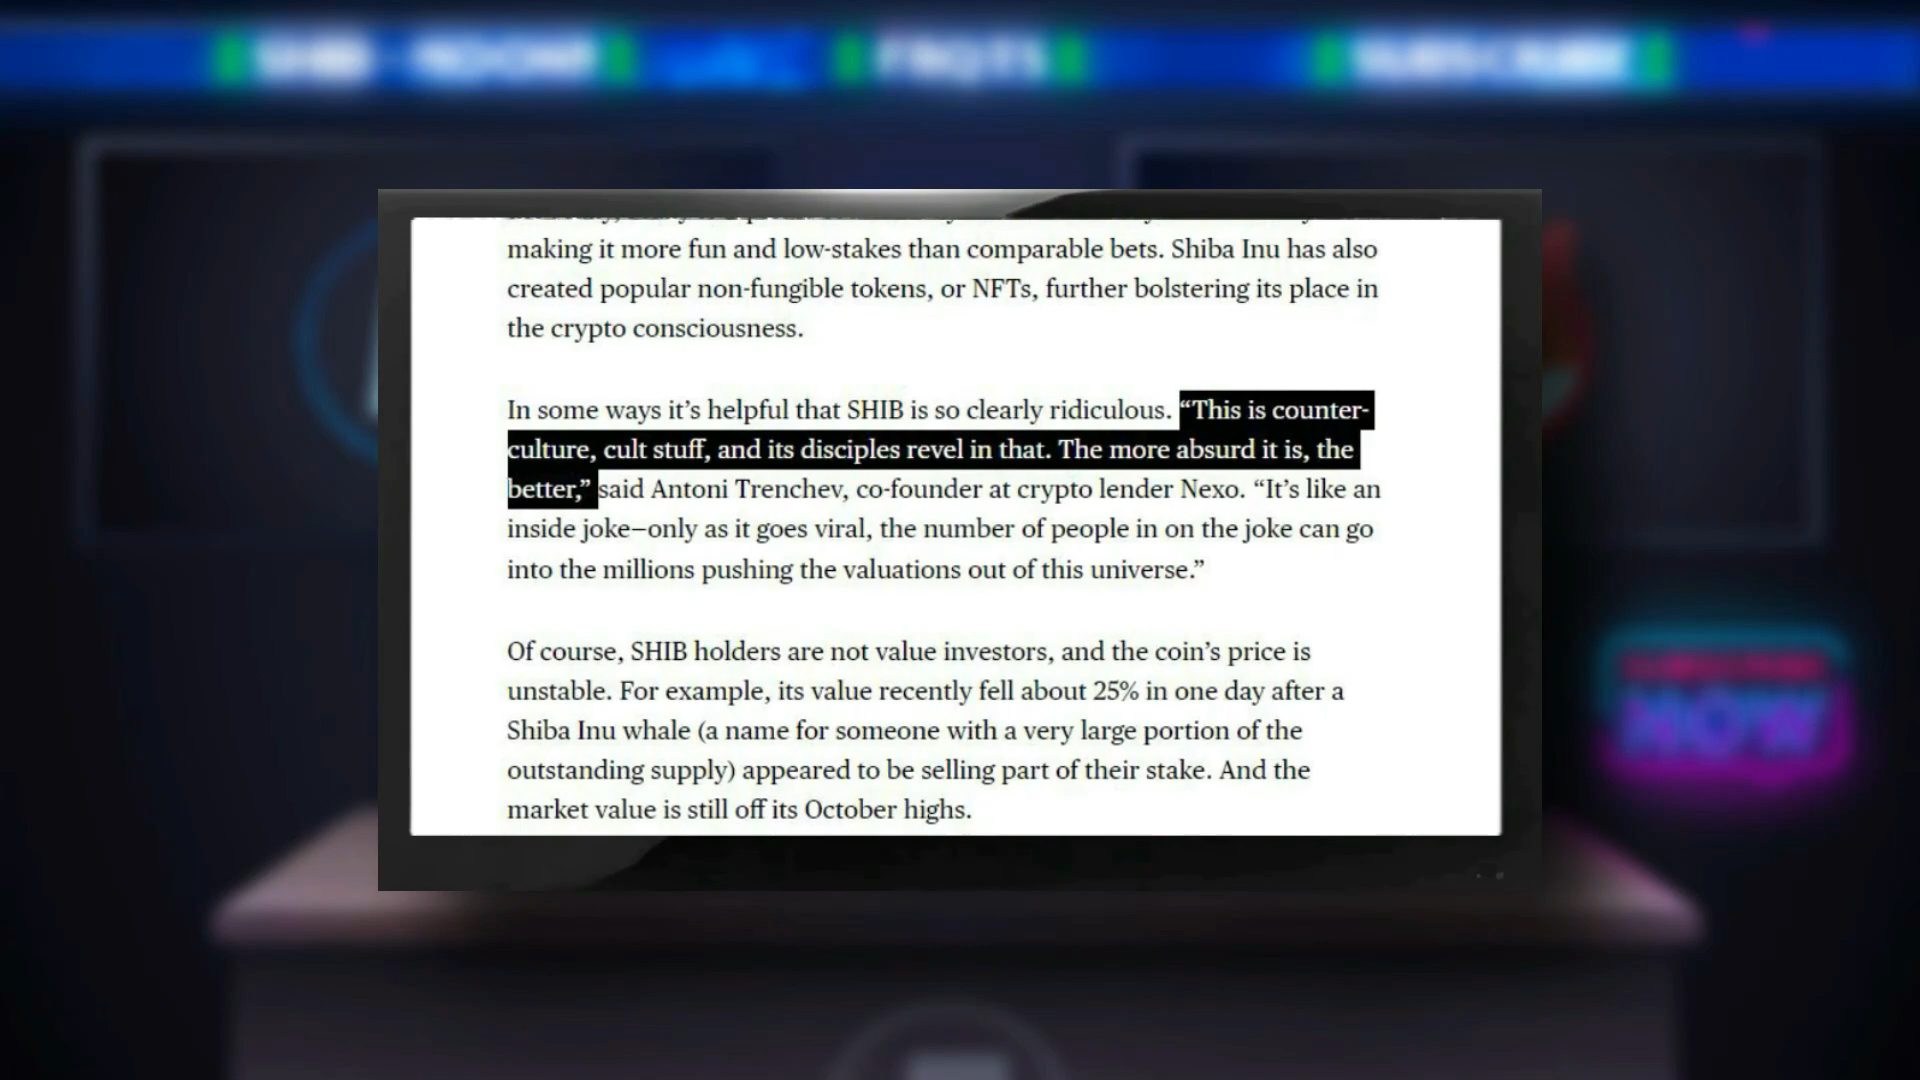 SUBSCRIBE
making it more fun and low-stakes than comparable bets. Shiba Inu has also
created popular non-fungible tokens, or NFTs, further bolstering its place in
the crypto consciousness.
In some ways it’s helpful that SHIB is so clearly ridiculous. “This is counter-
culture, cult stuff, and its disciples revel in that. The more absurd it is, the
better,” said Antoni Trenchev, co-founder at crypto lender Nexo. “It’s like an
inside joke—only as it goes viral, the number of people in on the joke can go
into the millions pushing the valuations out of this universe.”
Of course, SHIB holders are not value investors, and the coin’s price is
unstable. For example, its value recently fell about 25% in one day after a
Shiba Inu whale (a name for someone with a very large portion of the
outstanding supply) appeared to be selling part of their stake. And the
market value is still off its October highs.
SUBSCRIBE
NOW